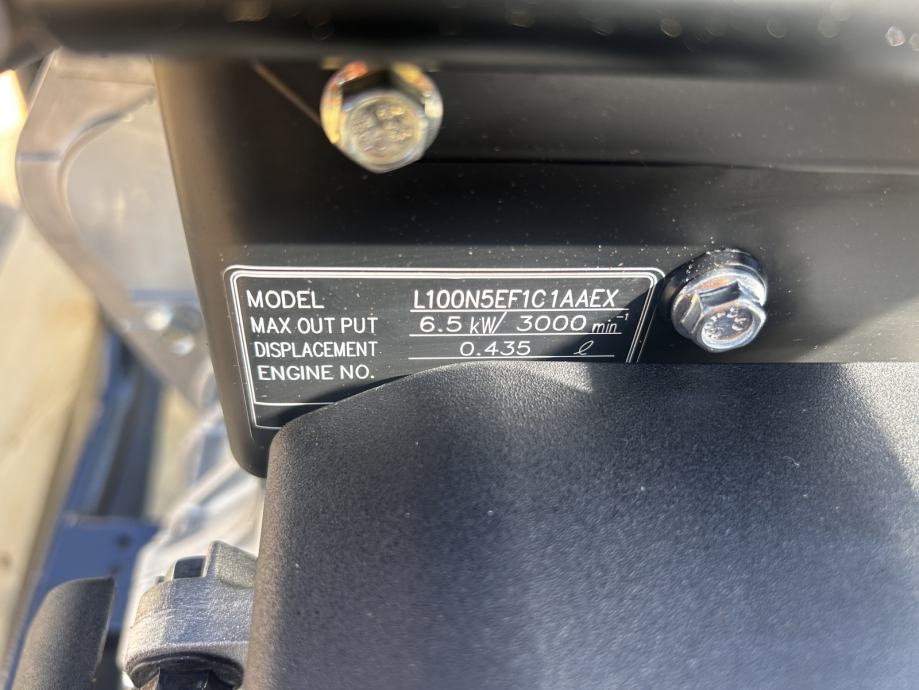 MODEL L100N5EF1C1AAEX
MAX OUT PUT 6.5 kW/ 3000 min⁻¹
DISPLACEMENT 0.435 ℓ
ENGINE NO.